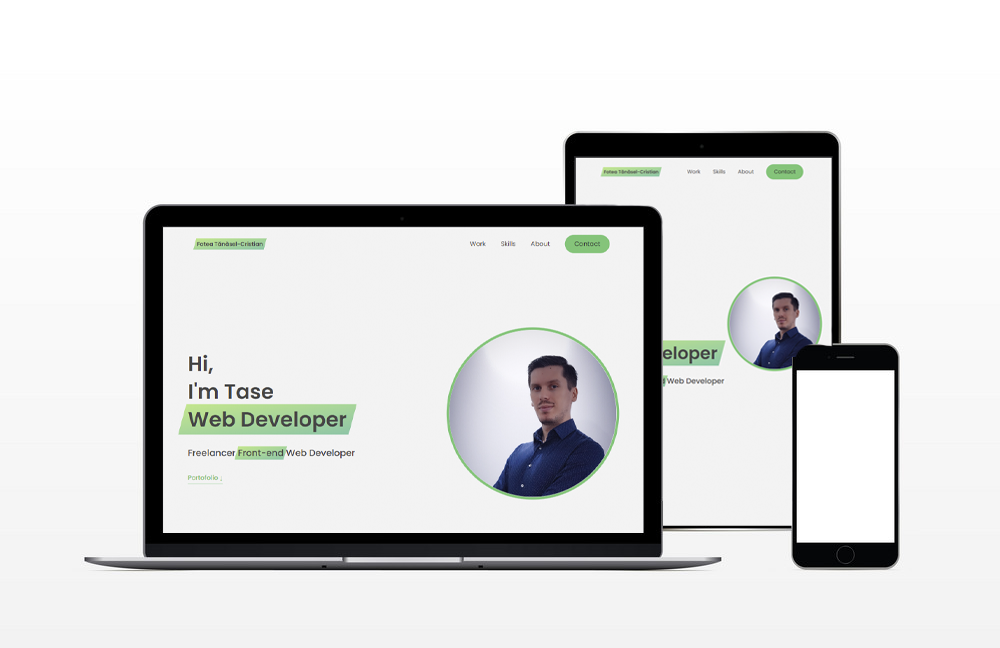 Fotea Tănăsel-Cristian
Work Skills About Contact
Hi,
I'm Tase
Web Developer
Freelancer Front-end Web Developer
Portofolio ;
Fotea Tănăsel-Cristian
Work Skills About Contact
eloper
Web Developer